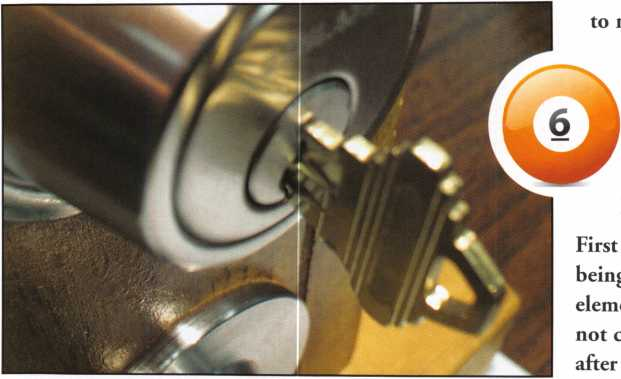 to
6
First
being
eleme
not
after